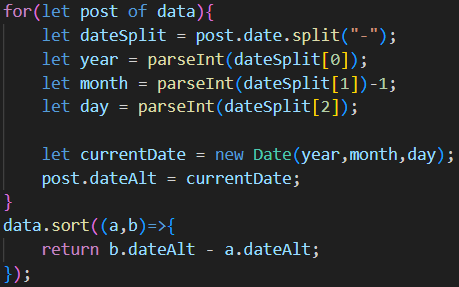 for(let post of data){
    let dateSplit = post.date.split("-");
    let year = parseInt(dateSplit[0]);
    let month = parseInt(dateSplit[1])-1;
    let day = parseInt(dateSplit[2]);

    let currentDate = new Date(year,month,day);
    post.dateAlt = currentDate;
}
data.sort((a,b)=>{
    return b.dateAlt - a.dateAlt;
});